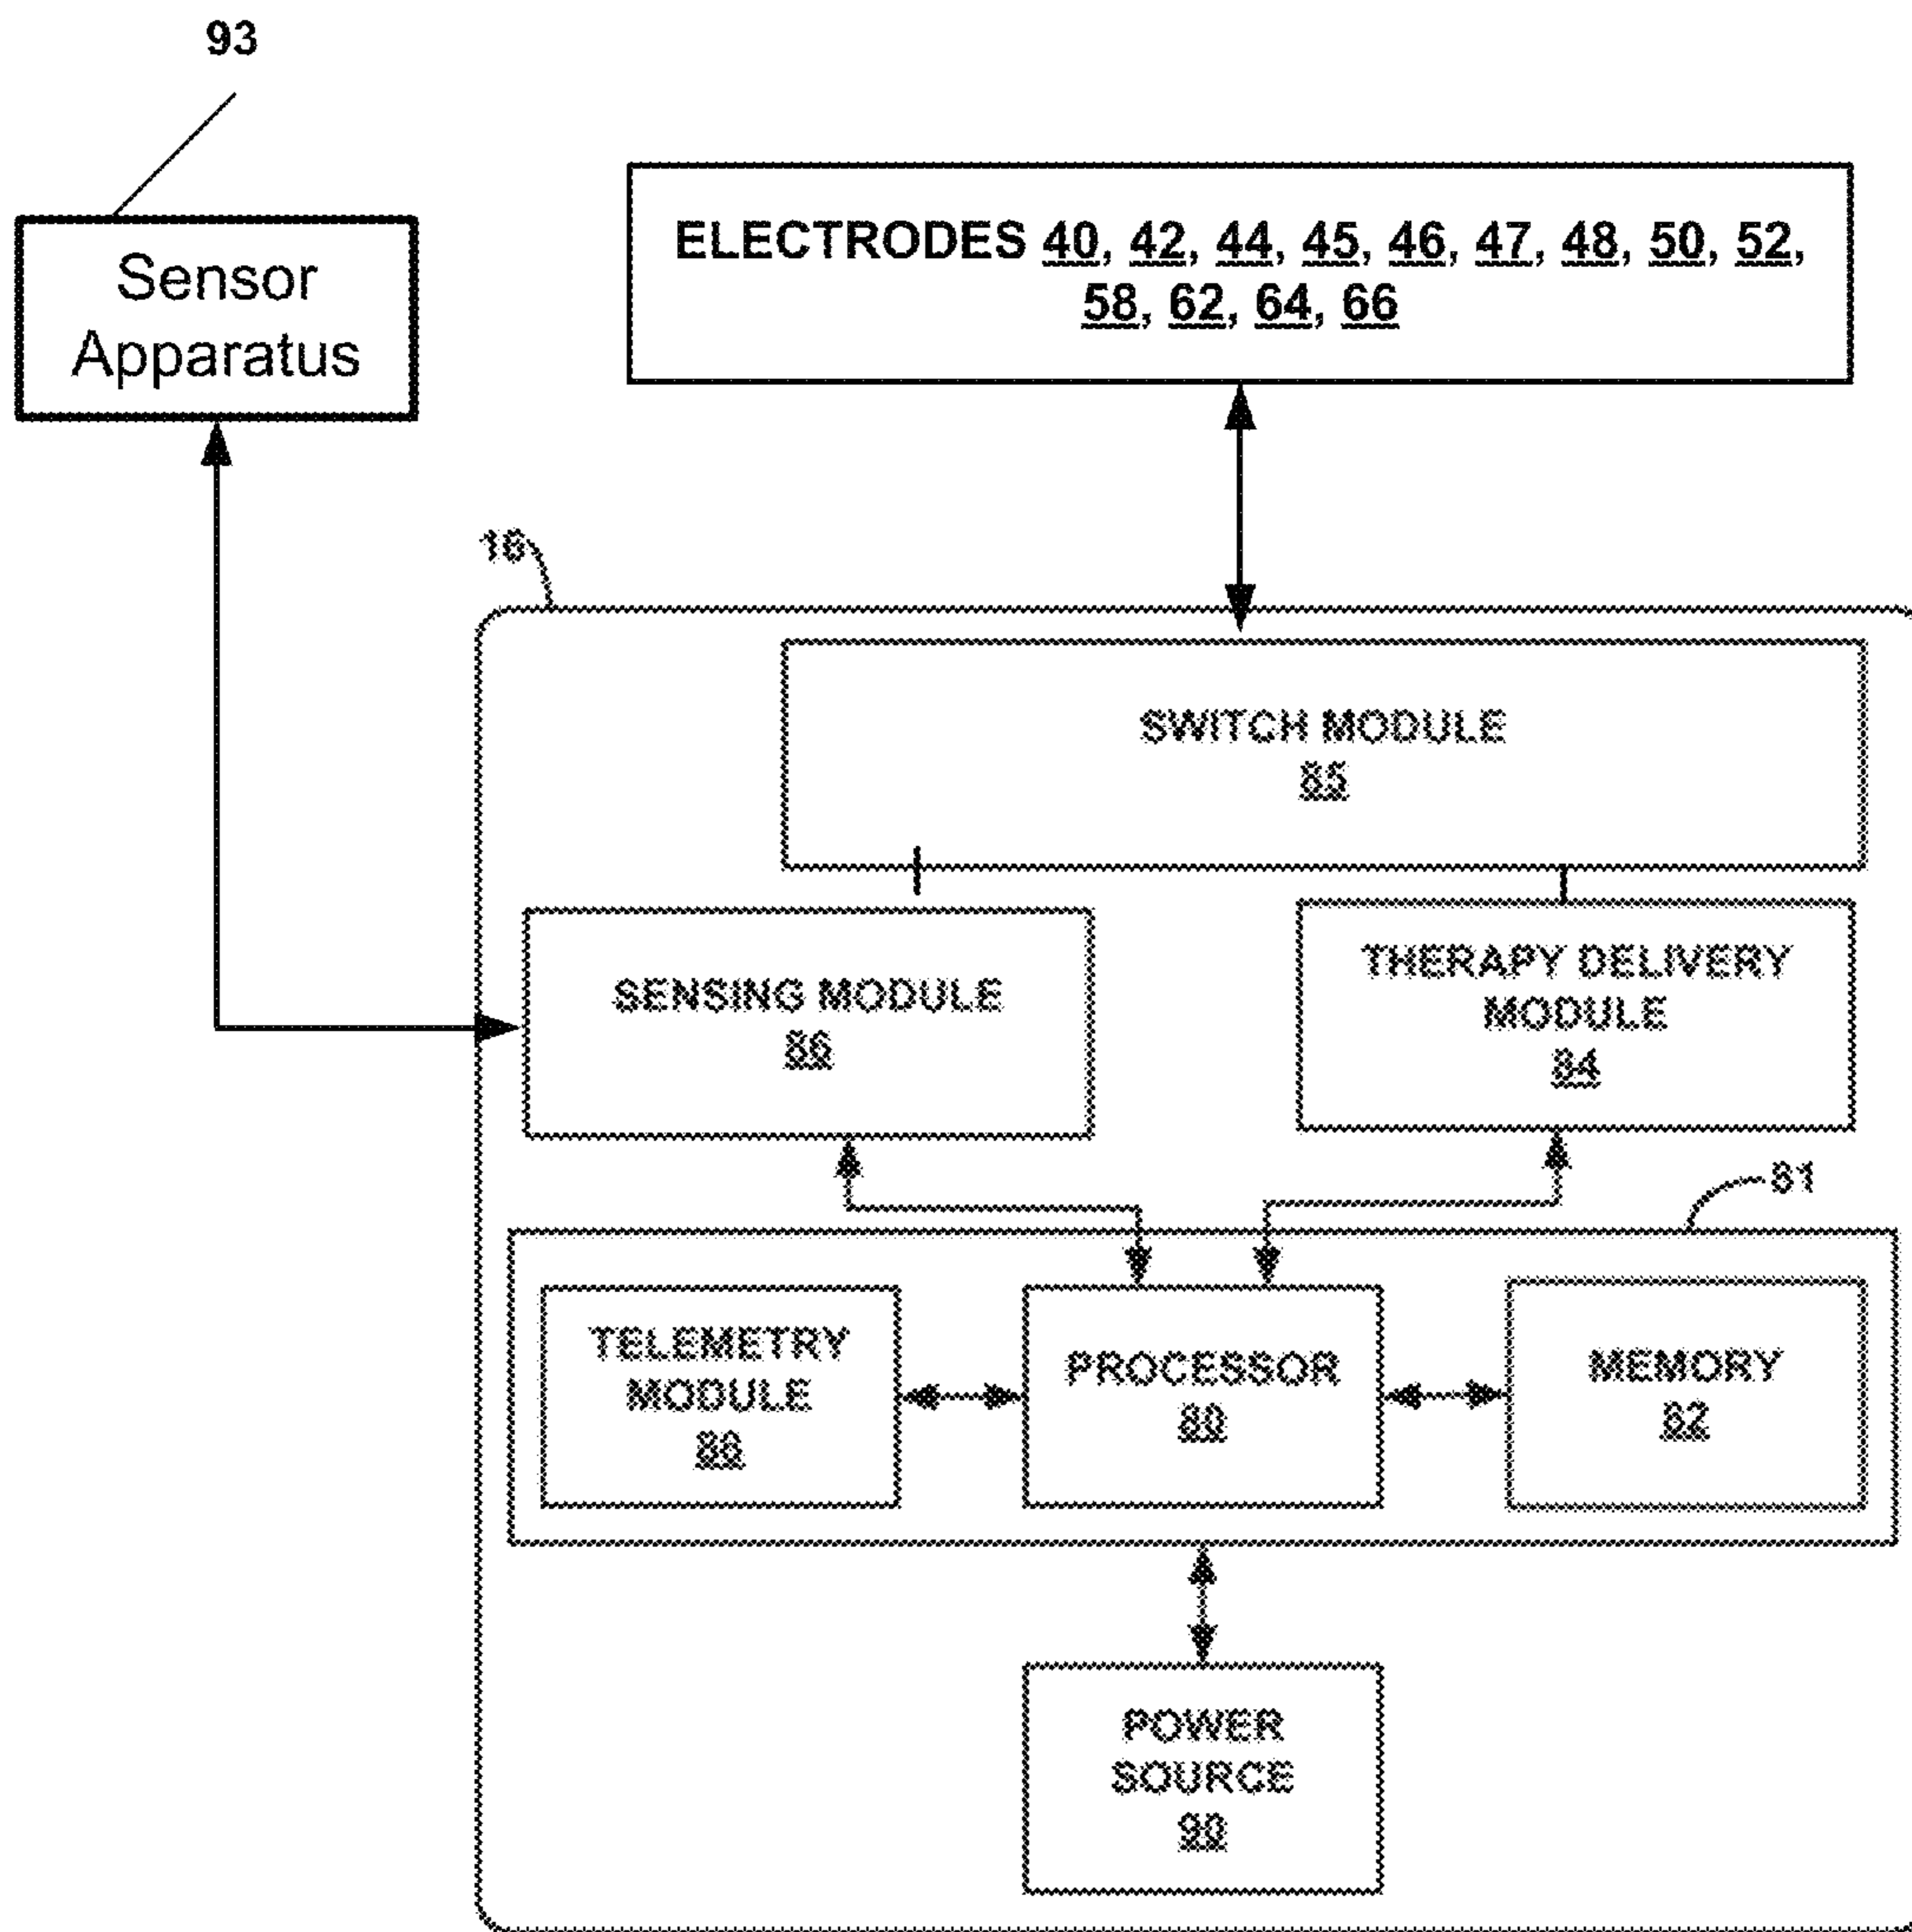 93
Sensor
Apparatus
ELECTRODES 40, 42, 44, 45, 46, 47, 48, 50, 52,
58, 62, 64, 66
16
SWITCH MODULE
85
SENSING MODULE
86
THERAPY DELIVERY
MODULE
84
81
TELEMETRY
MODULE
PROCESSOR
80
MEMORY
82
POWER
SOURCE
90